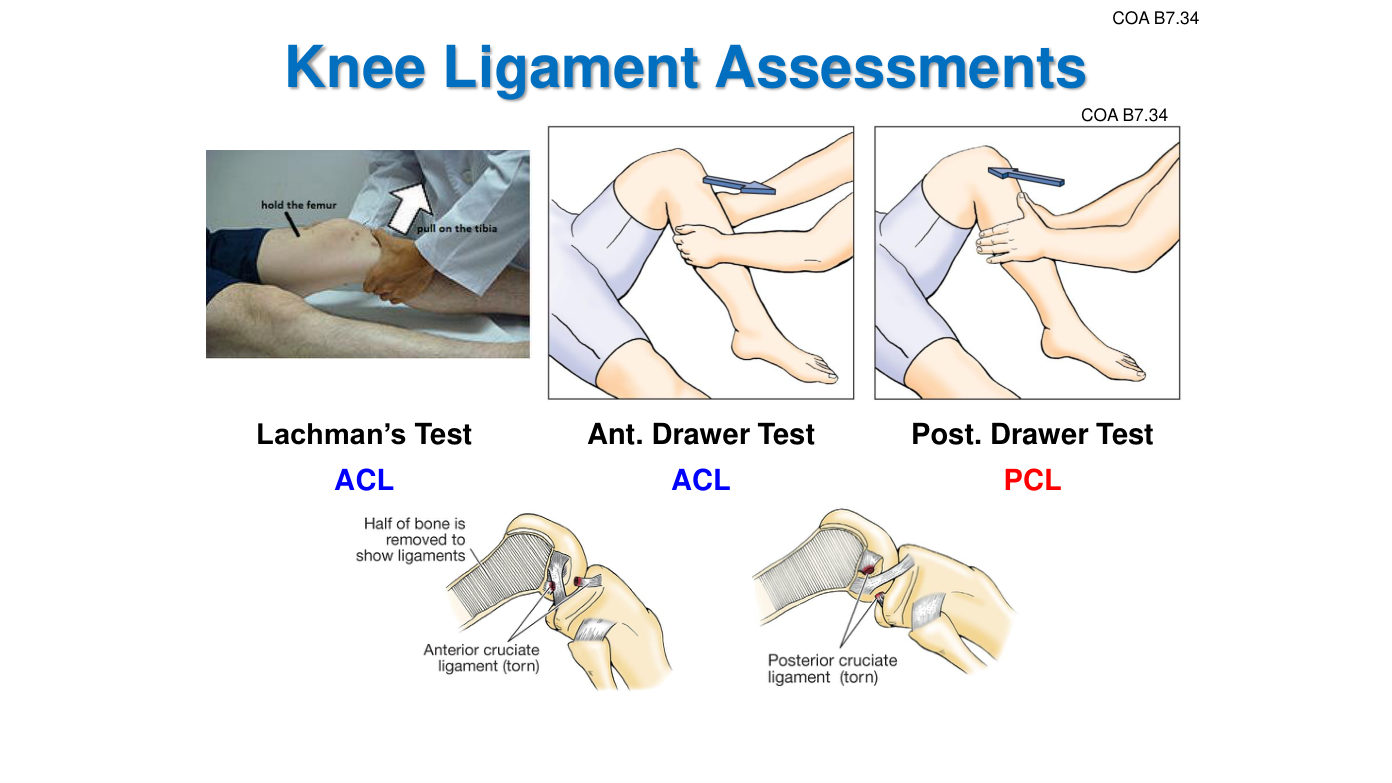 COA B7.34
Knee Ligament Assessments
COA B7.34
hold the femur
pull on the tibia
Lachman’s Test
Ant. Drawer Test
Post. Drawer Test
ACL
ACL
PCL
Half of bone is
removed to
show ligaments
Anterior cruciate
ligament (torn)
Posterior cruciate
ligament (torn)